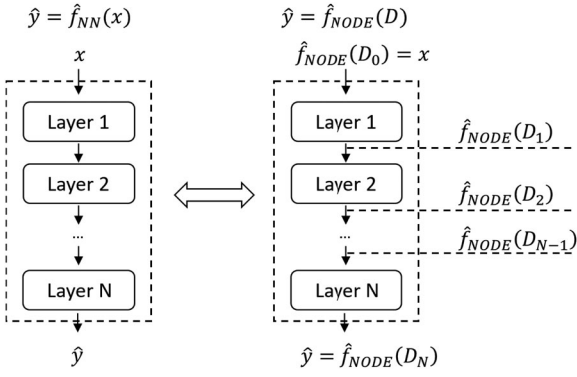 ŷ = f̂_NN(x)
x
Layer 1
Layer 2
...
Layer N
ŷ
ŷ = f̂_NODE(D)
f̂_NODE(D_0) = x
Layer 1
f̂_NODE(D_1)
Layer 2
f̂_NODE(D_2)
...
f̂_NODE(D_{N−1})
Layer N
ŷ = f̂_NODE(D_N)